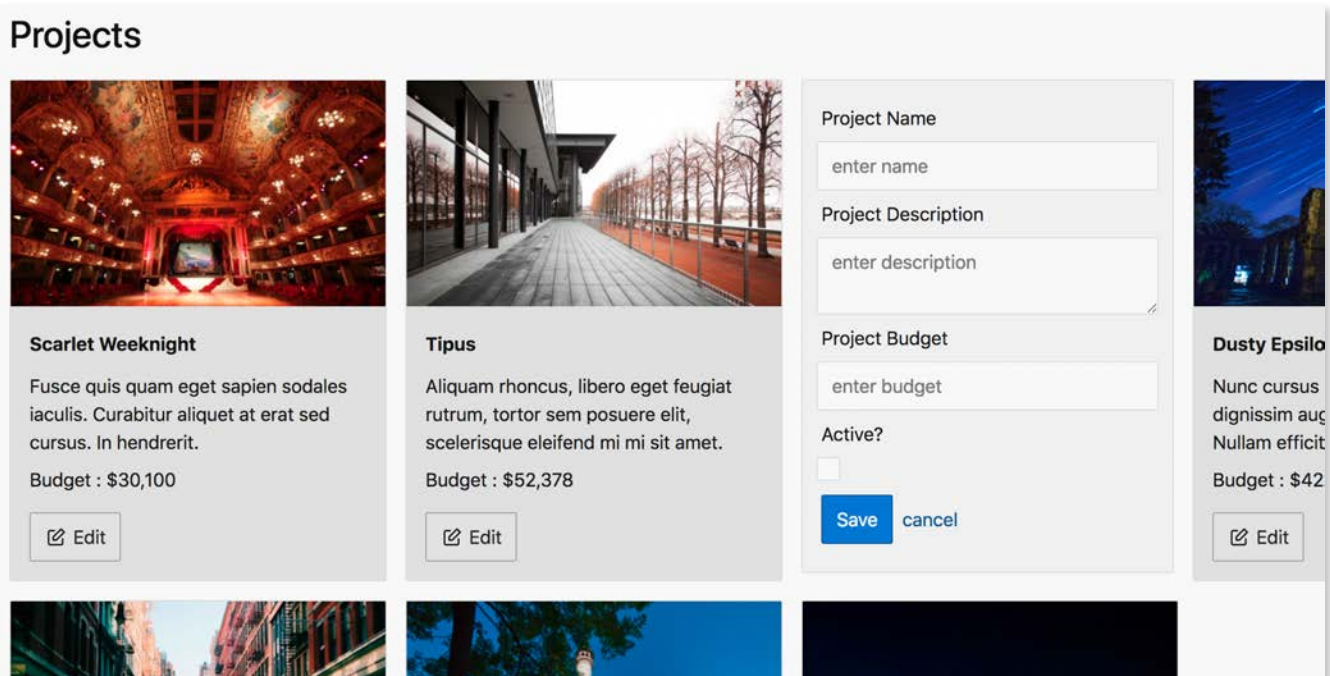 Projects
Scarlet Weeknight
Fusce quis quam eget sapien sodales
iaculis. Curabitur aliquet at erat sed
cursus. In hendrerit.
Budget : $30,100
Edit
Tipus
Aliquam rhoncus, libero eget feugiat
rutrum, tortor sem posuere elit,
scelerisque eleifend mi mi sit amet.
Budget : $52,378
Edit
Project Name
enter name
Project Description
enter description
Project Budget
enter budget
Active?
Save cancel
Dusty Epsilo
Nunc cursus
dignissim aug
Nullam efficit
Budget : $42
Edit